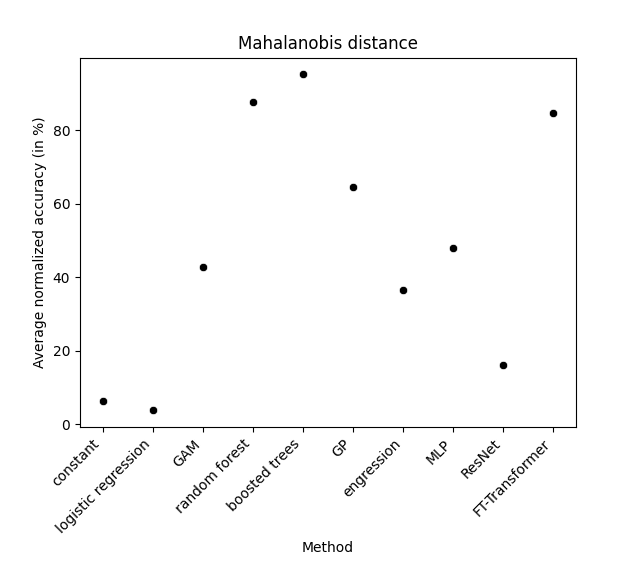 Mahalanobis distance
Average normalized accuracy (in %)
80
60
40
20
0
constant
logistic regression
GAM
random forest
boosted trees
GP
engression
MLP
ResNet
FT-Transformer
Method